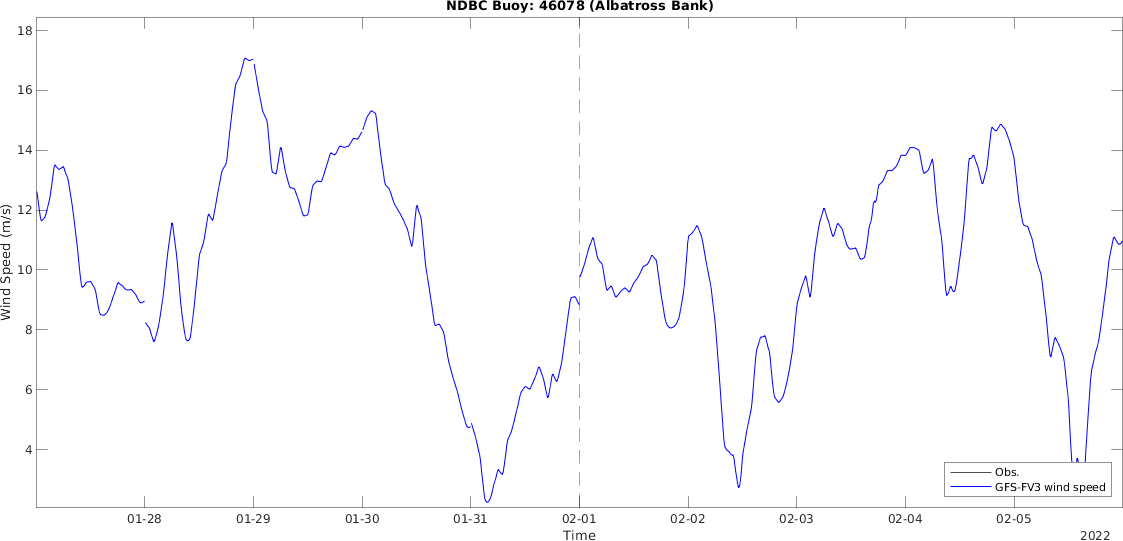 NDBC Buoy: 46078 (Albatross Bank)
18
16
14
12
10
8
6
4
Wind Speed (m/s)
Obs.
GFS-FV3 wind speed
01-28 01-29 01-30 01-31 02-01 02-02 02-03 02-04 02-05
Time
2022